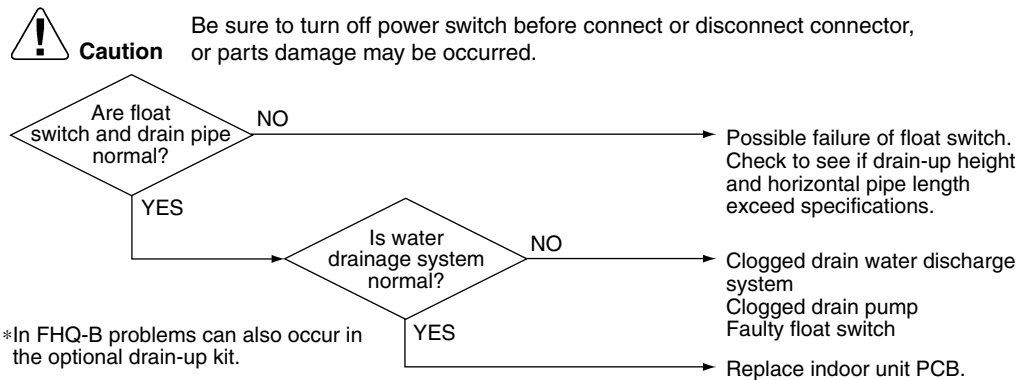 Caution
Be sure to turn off power switch before connect or disconnect connector,
or parts damage may be occurred.
Are float
switch and drain pipe
normal?
NO
Possible failure of float switch.
Check to see if drain-up height
and horizontal pipe length
exceed specifications.
YES
Is water
drainage system
normal?
NO
Clogged drain water discharge
system
Clogged drain pump
Faulty float switch
*In FHQ-B problems can also occur in
the optional drain-up kit.
YES
Replace indoor unit PCB.